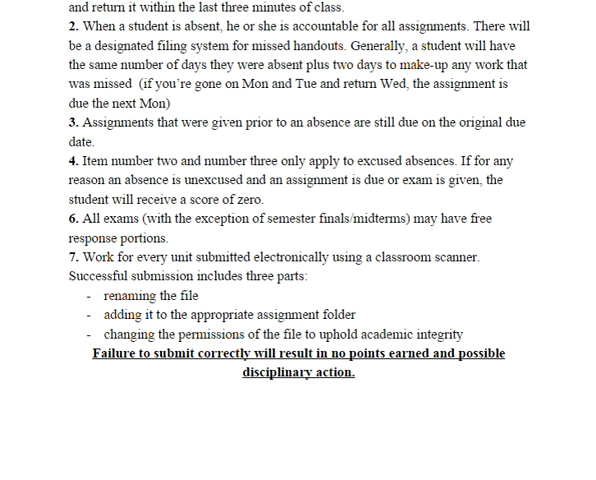 and return it within the last three minutes of class.
2. When a student is absent, he or she is accountable for all assignments. There will
be a designated filing system for missed handouts. Generally, a student will have
the same number of days they were absent plus two days to make-up any work that
was missed  (if you're gone on Mon and Tue and return Wed, the assignment is
due the next Mon)
3. Assignments that were given prior to an absence are still due on the original due
date.
4. Item number two and number three only apply to excused absences. If for any
reason an absence is unexcused and an assignment is due or exam is given, the
student will receive a score of zero.
6. All exams (with the exception of semester finals/midterms) may have free
response portions.
7. Work for every unit submitted electronically using a classroom scanner.
Successful submission includes three parts:
- renaming the file
- adding it to the appropriate assignment folder
- changing the permissions of the file to uphold academic integrity
Failure to submit correctly will result in no points earned and possible
disciplinary action.